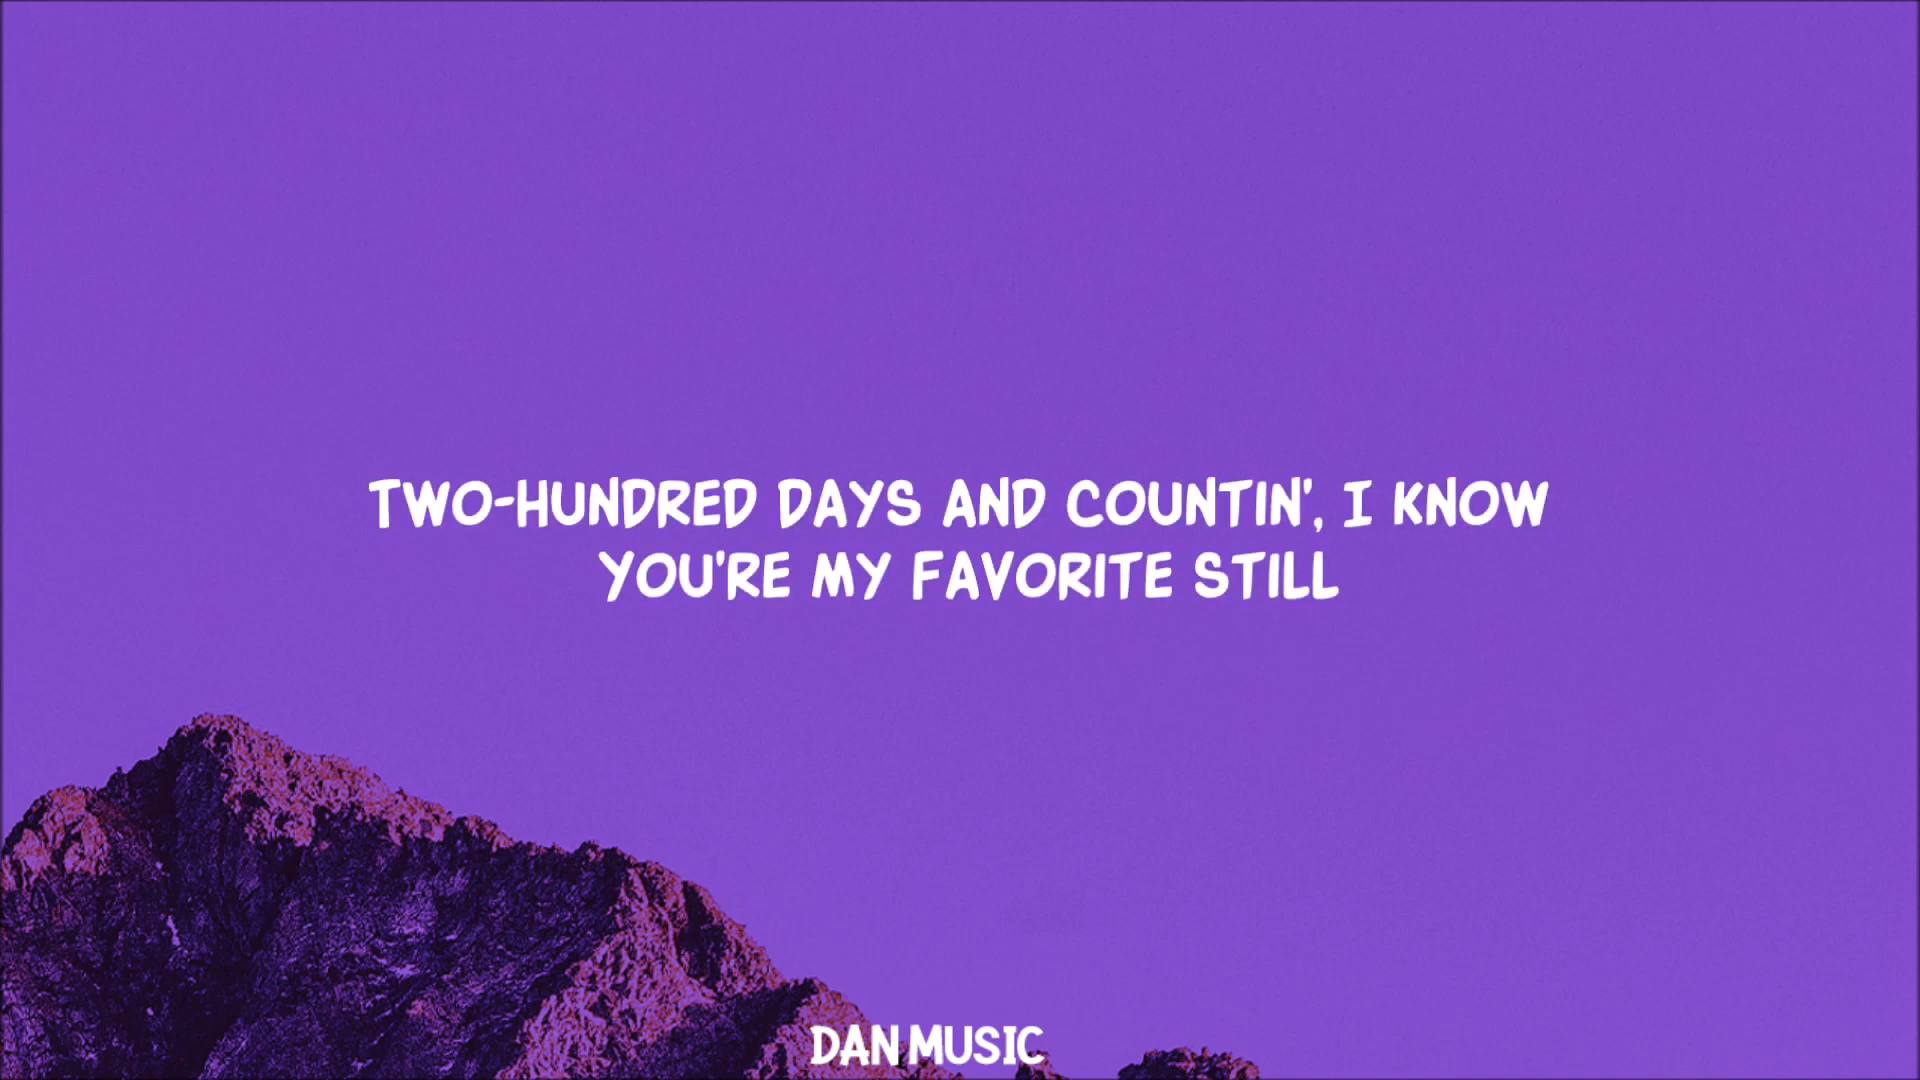 TWO-HUNDRED DAYS AND COUNTIN', I KNOW
YOU'RE MY FAVORITE STILL
DAN MUSIC